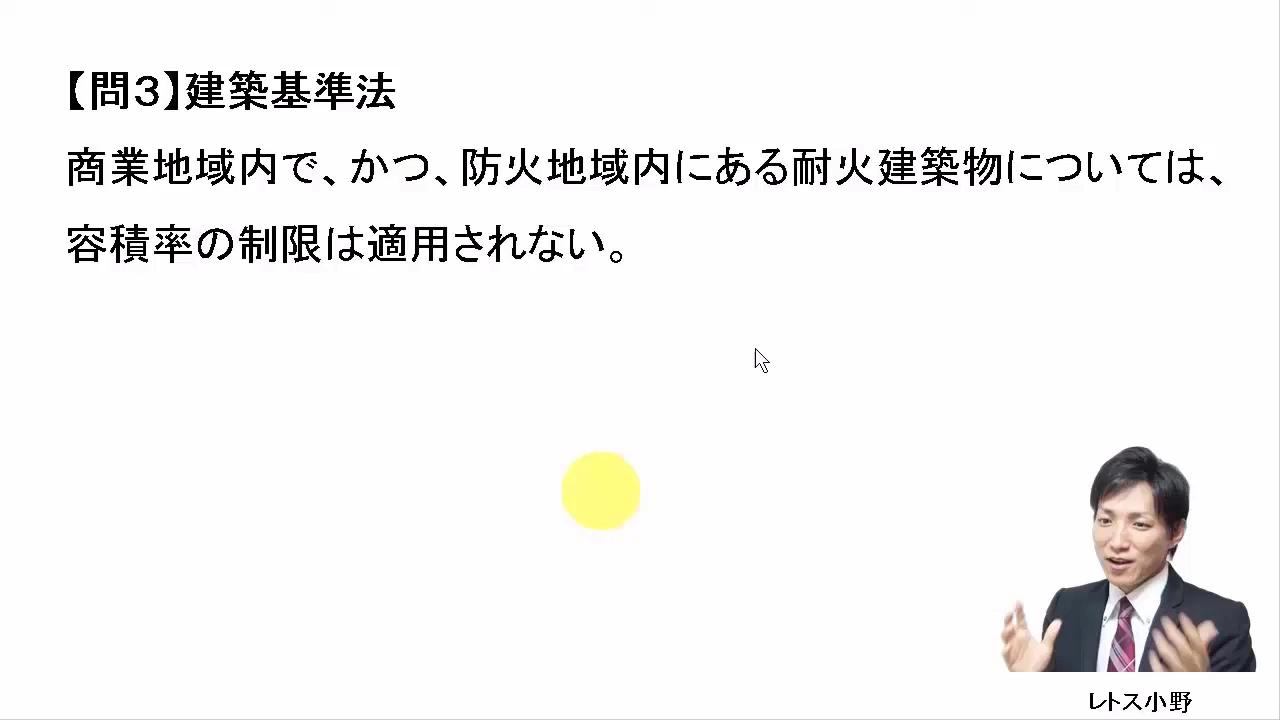 【問３】建築基準法
商業地域内で、かつ、防火地域内にある耐火建築物については、
容積率の制限は適用されない。
レトス小野